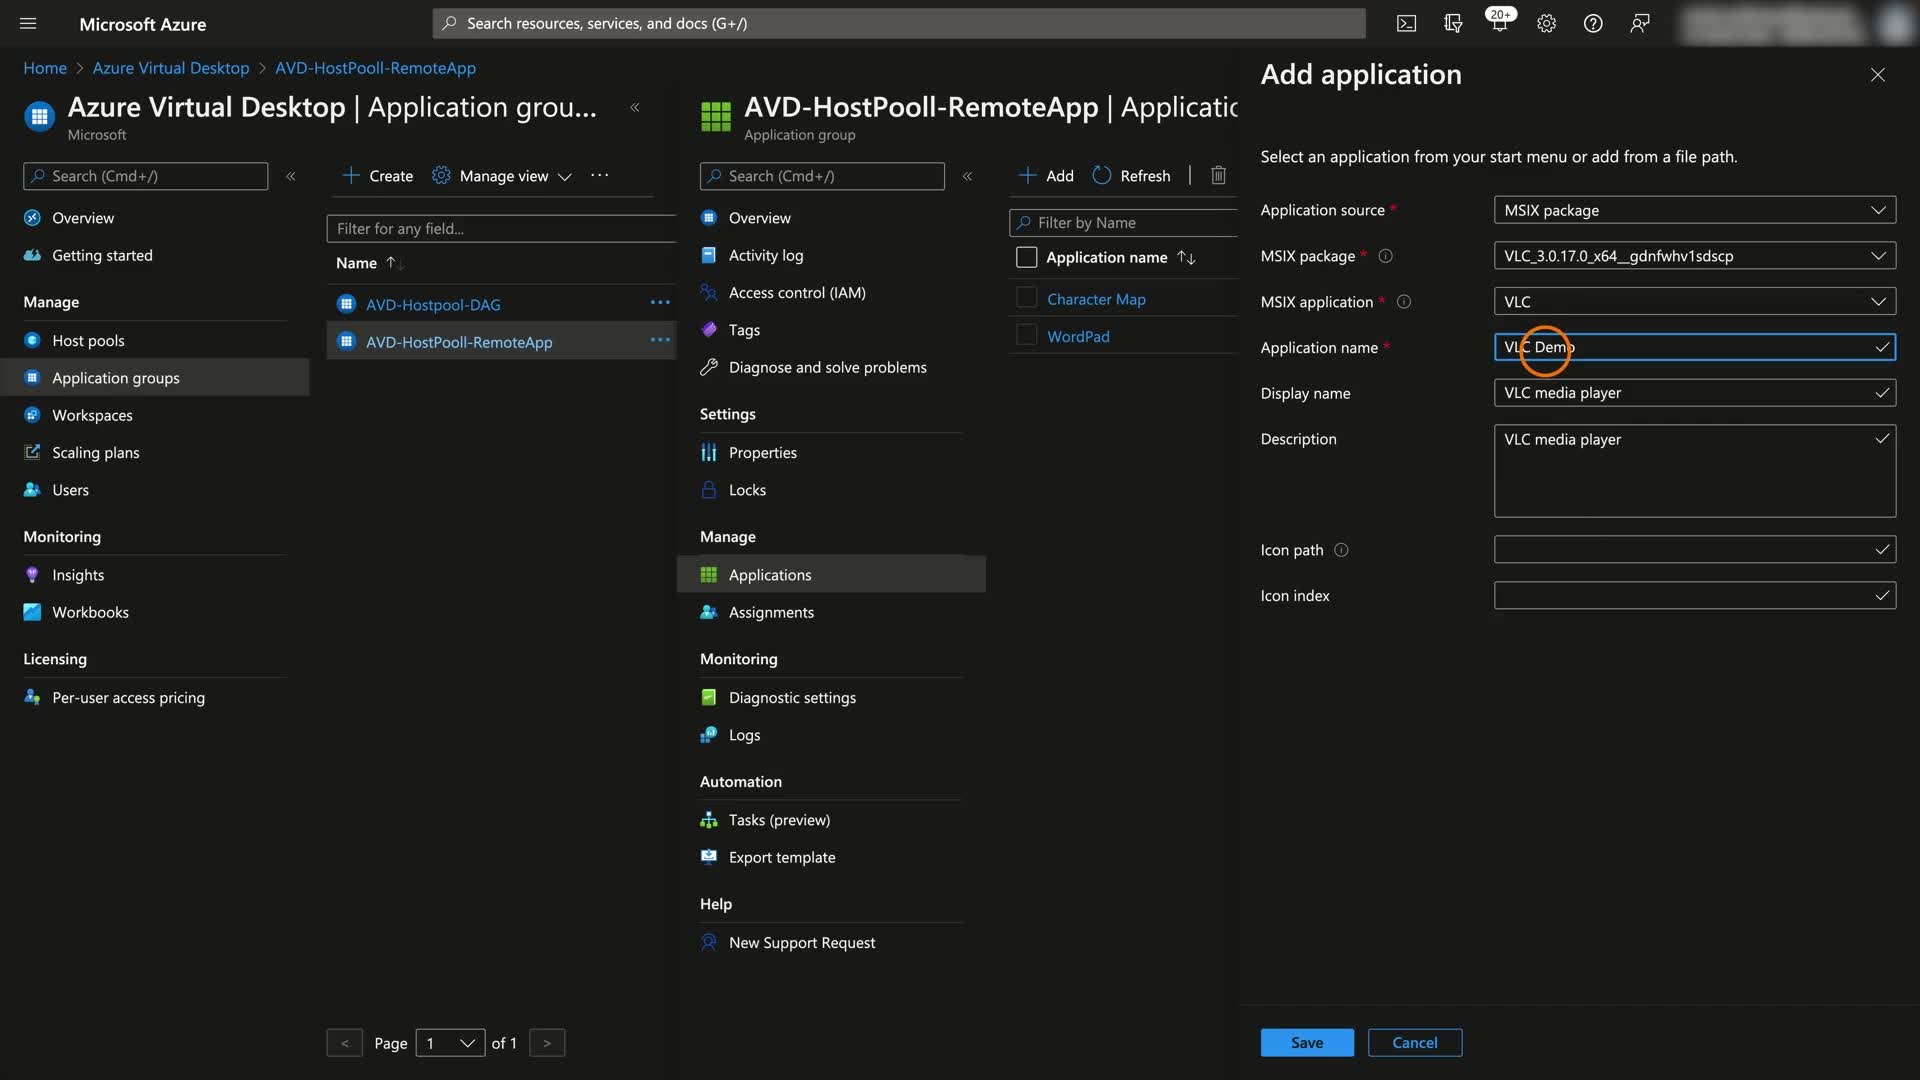 Microsoft Azure
Search resources, services, and docs (G+/)
20+
Home > Azure Virtual Desktop > AVD-HostPooll-RemoteApp
Azure Virtual Desktop | Application grou...
Microsoft
Search (Cmd+/)
Overview
Getting started
Manage
Host pools
Application groups
Workspaces
Scaling plans
Users
Monitoring
Insights
Workbooks
Licensing
Per-user access pricing
Create
Manage view
...
Filter for any field...
Name
AVD-Hostpool-DAG
AVD-HostPooll-RemoteApp
< Page 1 of 1 >
AVD-HostPooll-RemoteApp | Applicatic
Application group
Search (Cmd+/)
Overview
Activity log
Access control (IAM)
Tags
Diagnose and solve problems
Settings
Properties
Locks
Manage
Applications
Assignments
Monitoring
Diagnostic settings
Logs
Automation
Tasks (preview)
Export template
Help
New Support Request
Add
Refresh
Filter by Name
Application name
Character Map
WordPad
Add application
Select an application from your start menu or add from a file path.
Application source * MSIX package
MSIX package * VLC_3.0.17.0_x64__gdnfwhv1sdscp
MSIX application * VLC
Application name * VLC Demo
Display name VLC media player
Description VLC media player
Icon path
Icon index
Save
Cancel